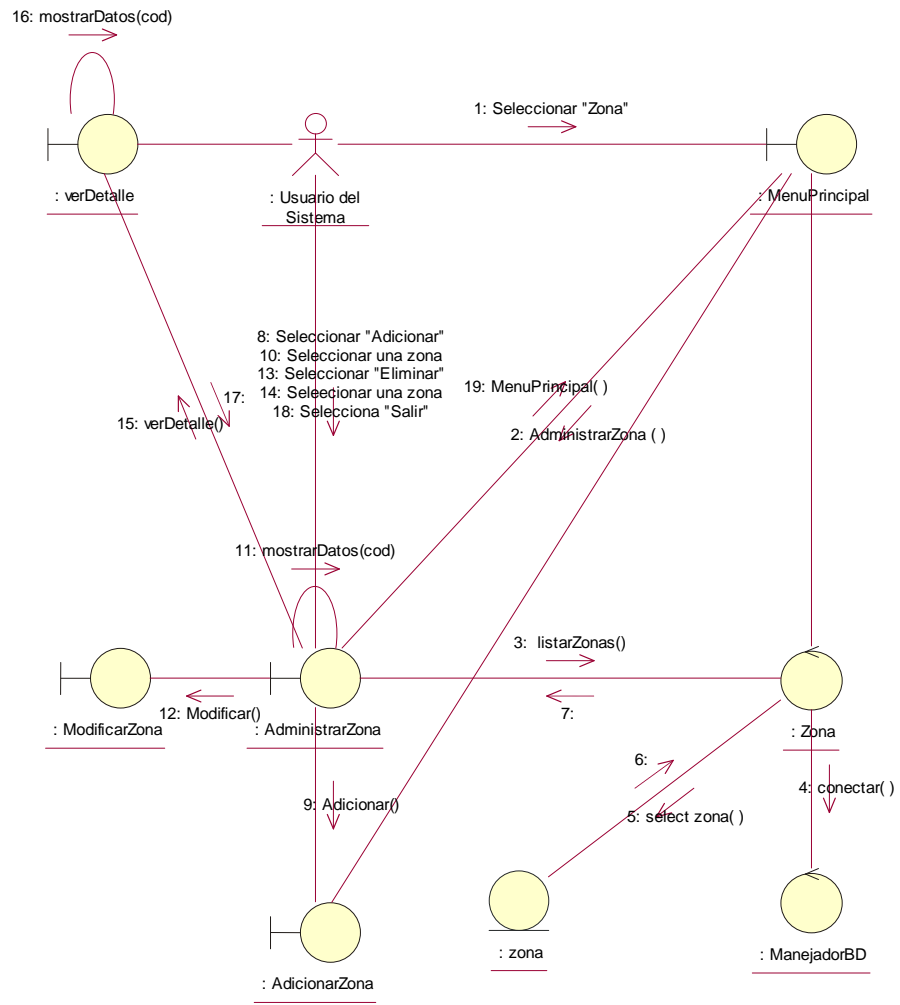 16: mostrarDatos(cod)
1: Seleccionar "Zona"
: verDetalle
: Usuario del
Sistema
: MenuPrincipal
8: Seleccionar "Adicionar"
10: Seleccionar una zona
13: Seleccionar "Eliminar"
14: Seleecionar una zona
18: Selecciona "Salir"
17:
15: verDetalle()
19: MenuPrincipal( )
2: AdministrarZona ( )
11: mostrarDatos(cod)
3: listarZonas()
12: Modificar()
7:
: ModificarZona
: AdministrarZona
: Zona
6:
4: conectar( )
9: Adicionar()
5: select zona( )
: zona
: ManejadorBD
: AdicionarZona